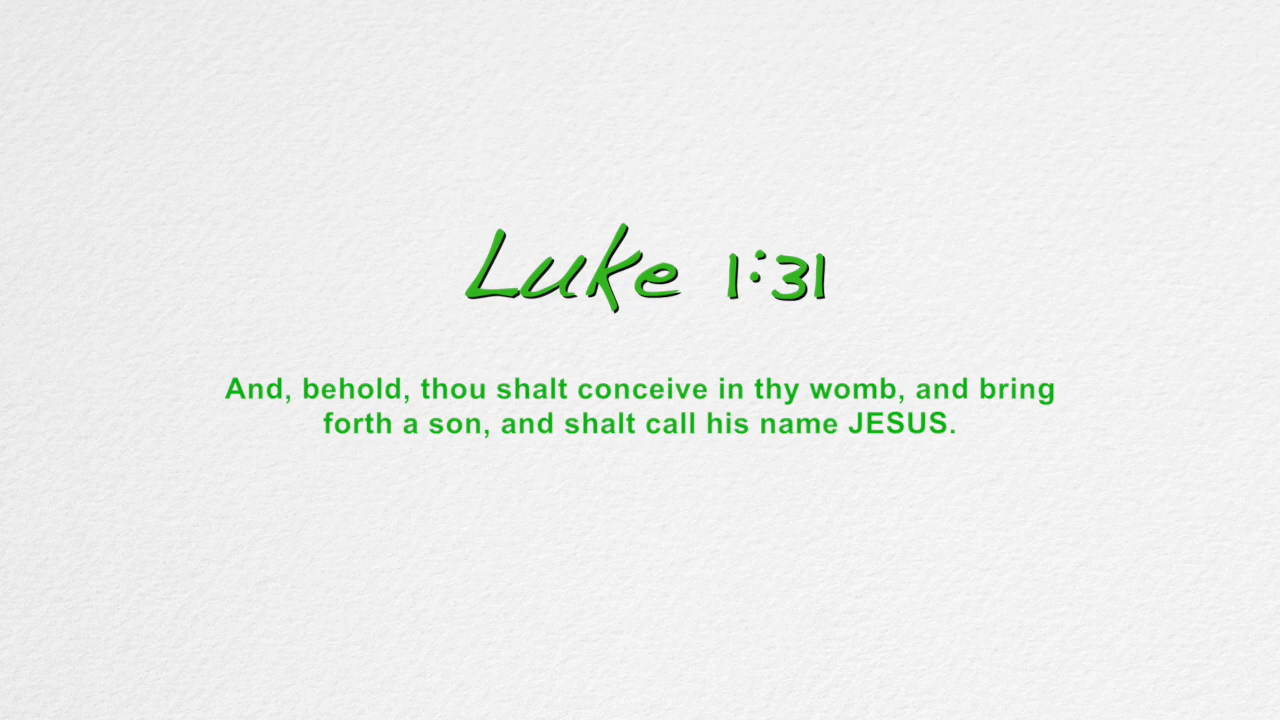 Luke 1:31
And, behold, thou shalt conceive in thy womb, and bring
forth a son, and shalt call his name JESUS.